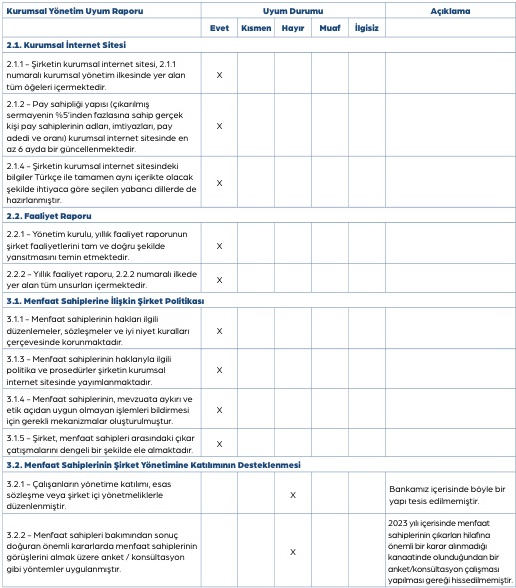 Kurumsal Yönetim Uyum Raporu Uyum Durumu Açıklama
Evet Kısmen Hayır Muaf İlgisiz
2.1. Kurumsal İnternet Sitesi
2.1.1 - Şirketin kurumsal internet sitesi, 2.1.1
numaralı kurumsal yönetim ilkesinde yer alan
tüm öğeleri içermektedir.
X
2.1.2 - Pay sahipliği yapısı (çıkarılmış
sermayenin %5'inden fazlasına sahip gerçek
kişi pay sahiplerinin adları, imtiyazları, pay
adedi ve oranı) kurumsal internet sitesinde en
az 6 ayda bir güncellenmektedir.
X
2.1.4 - Şirketin kurumsal internet sitesindeki
bilgiler Türkçe ile tamamen aynı içerikte olacak
şekilde ihtiyaca göre seçilen yabancı dillerde de
hazırlanmıştır.
X
2.2. Faaliyet Raporu
2.2.1 - Yönetim kurulu, yıllık faaliyet raporunun
şirket faaliyetlerini tam ve doğru şekilde
yansıtmasını temin etmektedir.
X
2.2.2 - Yıllık faaliyet raporu, 2.2.2 numaralı ilkede
yer alan tüm unsurları içermektedir.
X
3.1. Menfaat Sahiplerine İlişkin Şirket Politikası
3.1.1 - Menfaat sahiplerinin hakları ilgili
düzenlemeler, sözleşmeler ve iyi niyet kuralları
çerçevesinde korunmaktadır.
X
3.1.3 - Menfaat sahiplerinin haklarıyla ilgili
politika ve prosedürler şirketin kurumsal
internet sitesinde yayımlanmaktadır.
X
3.1.4 - Menfaat sahiplerinin, mevzuata aykırı ve
etik açıdan uygun olmayan işlemleri bildirmesi
için gerekli mekanizmalar oluşturulmuştur.
X
3.1.5 - Şirket, menfaat sahipleri arasındaki çıkar
çatışmalarını dengeli bir şekilde ele almaktadır.
X
3.2. Menfaat Sahiplerinin Şirket Yönetimine Katılımının Desteklenmesi
3.2.1 - Çalışanların yönetime katılımı, esas
sözleşme veya şirket içi yönetmeliklerle
düzenlenmiştir.
X
Bankamız içerisinde böyle bir
yapı tesis edilmemiştir.
3.2.2 - Menfaat sahipleri bakımından sonuç
doğuran önemli kararlarda menfaat sahiplerinin
görüşlerini almak üzere anket / konsültasyon
gibi yöntemler uygulanmıştır.
X
2023 yılı içerisinde menfaat
sahiplerinin çıkarları hilafına
önemli bir karar alınmadığı
kanaatinde olunduğundan bir
anket/konsültasyon çalışması
yapılması gereği hissedilmemiştir.